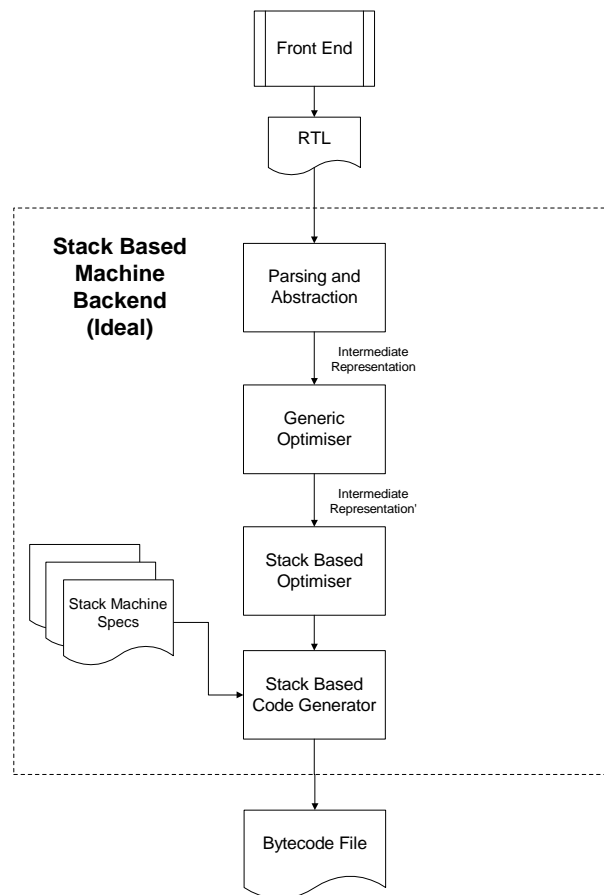 Front End
RTL
Stack Based
Machine
Backend
(Ideal)
Parsing and
Abstraction
Intermediate
Representation
Generic
Optimiser
Intermediate
Representation'
Stack Based
Optimiser
Stack Machine
Specs
Stack Based
Code Generator
Bytecode File